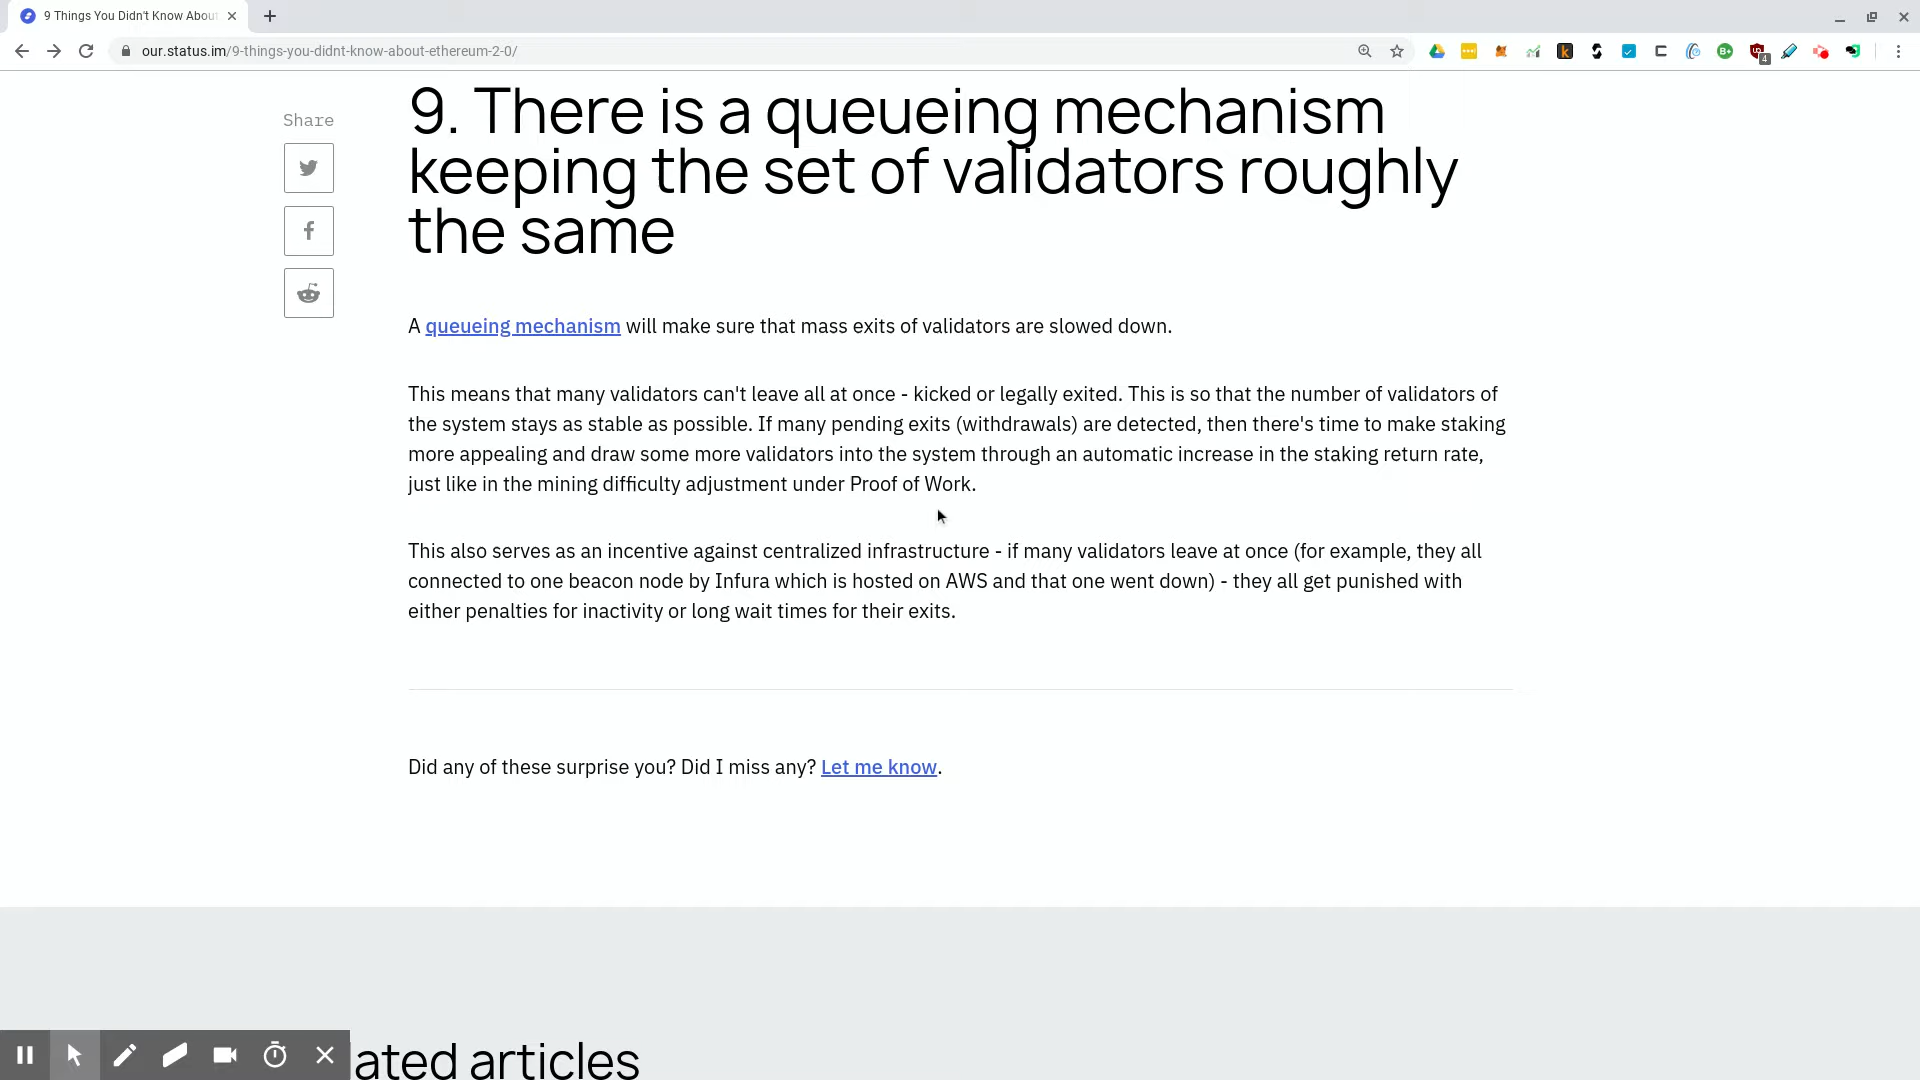 9 Things You Didn't Know Abou
our.status.im/9-things-you-didnt-know-about-ethereum-2-0/
4
Share
9. There is a queueing mechanism
keeping the set of validators roughly
the same
A queueing mechanism will make sure that mass exits of validators are slowed down.
This means that many validators can't leave all at once - kicked or legally exited. This is so that the number of validators of
the system stays as stable as possible. If many pending exits (withdrawals) are detected, then there's time to make staking
more appealing and draw some more validators into the system through an automatic increase in the staking return rate,
just like in the mining difficulty adjustment under Proof of Work.
This also serves as an incentive against centralized infrastructure - if many validators leave at once (for example, they all
connected to one beacon node by Infura which is hosted on AWS and that one went down) - they all get punished with
either penalties for inactivity or long wait times for their exits.
Did any of these surprise you? Did I miss any? Let me know.
ated articles